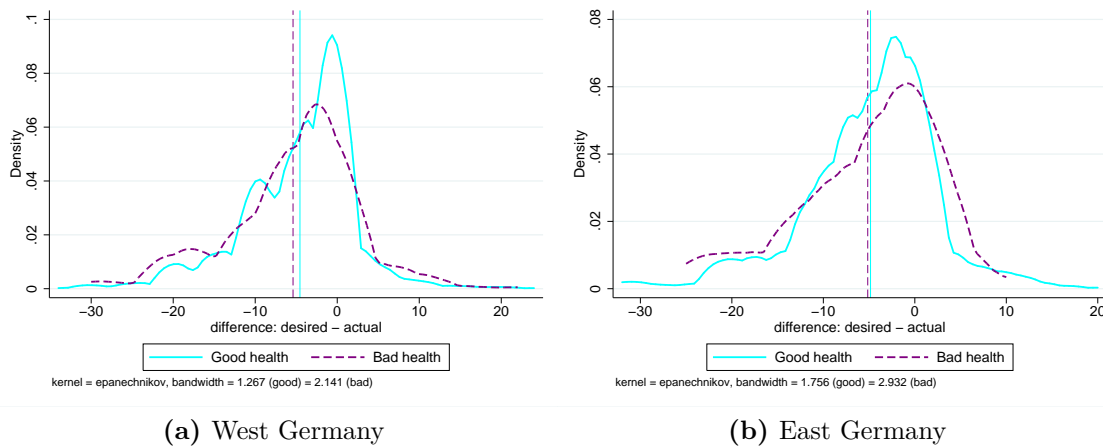 .1
.08
.06
.04
.02
0
Density
−30 −20 −10 0 10 20
difference: desired − actual
Good health Bad health
kernel = epanechnikov, bandwidth = 1.267 (good) = 2.141 (bad)
(a) West Germany
.08
.06
.04
.02
0
Density
−30 −20 −10 0 10 20
difference: desired − actual
Good health Bad health
kernel = epanechnikov, bandwidth = 1.756 (good) = 2.932 (bad)
(b) East Germany